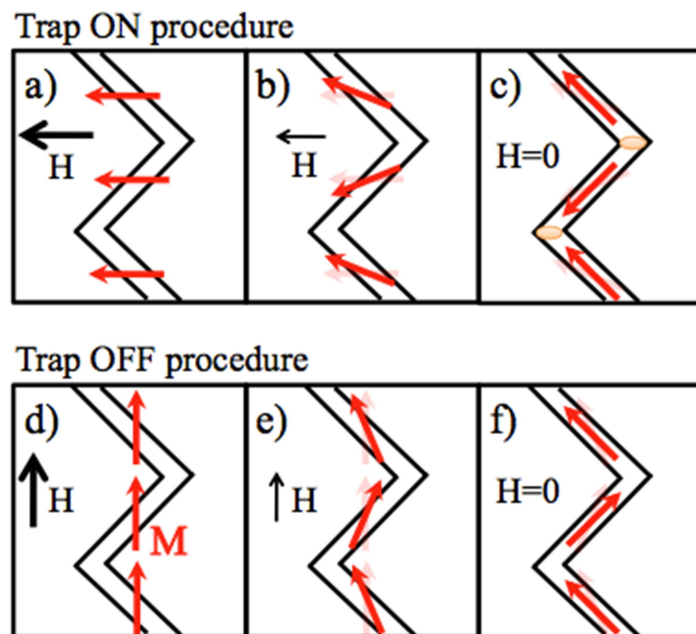 Trap ON procedure
a) b) c)
H H H=0
Trap OFF procedure
d) e) f)
H H H=0
M